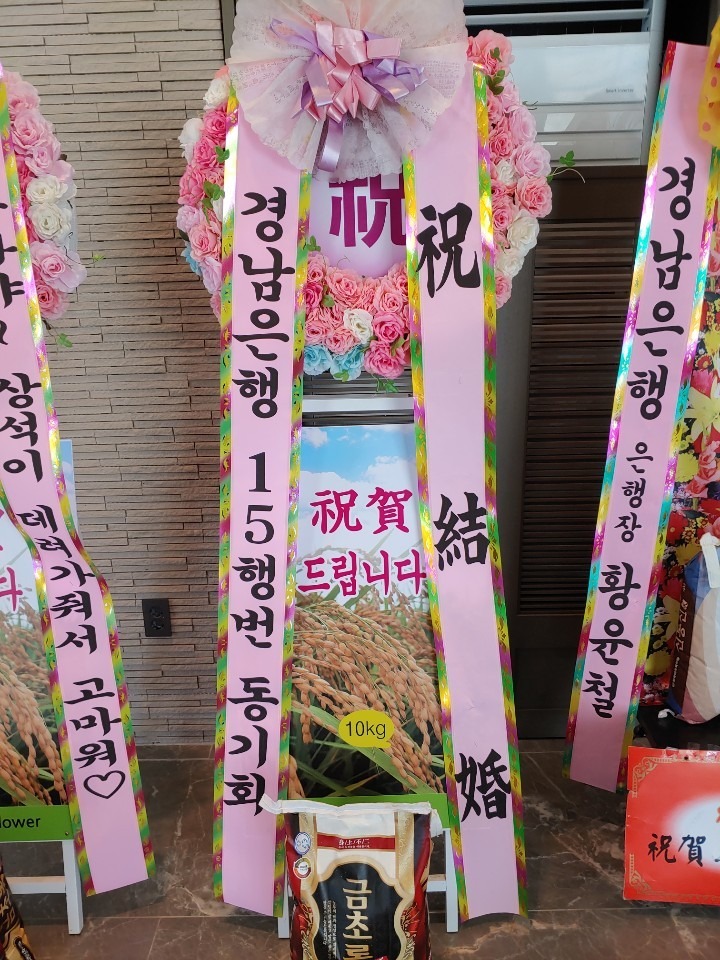 상석이 데려가줘서 고마워♡
lower
祝
경남은행 15행번 동기회
祝 結 婚
祝賀
드립니다
10kg
금초로
경남은행 은행장 황윤철
祝賀